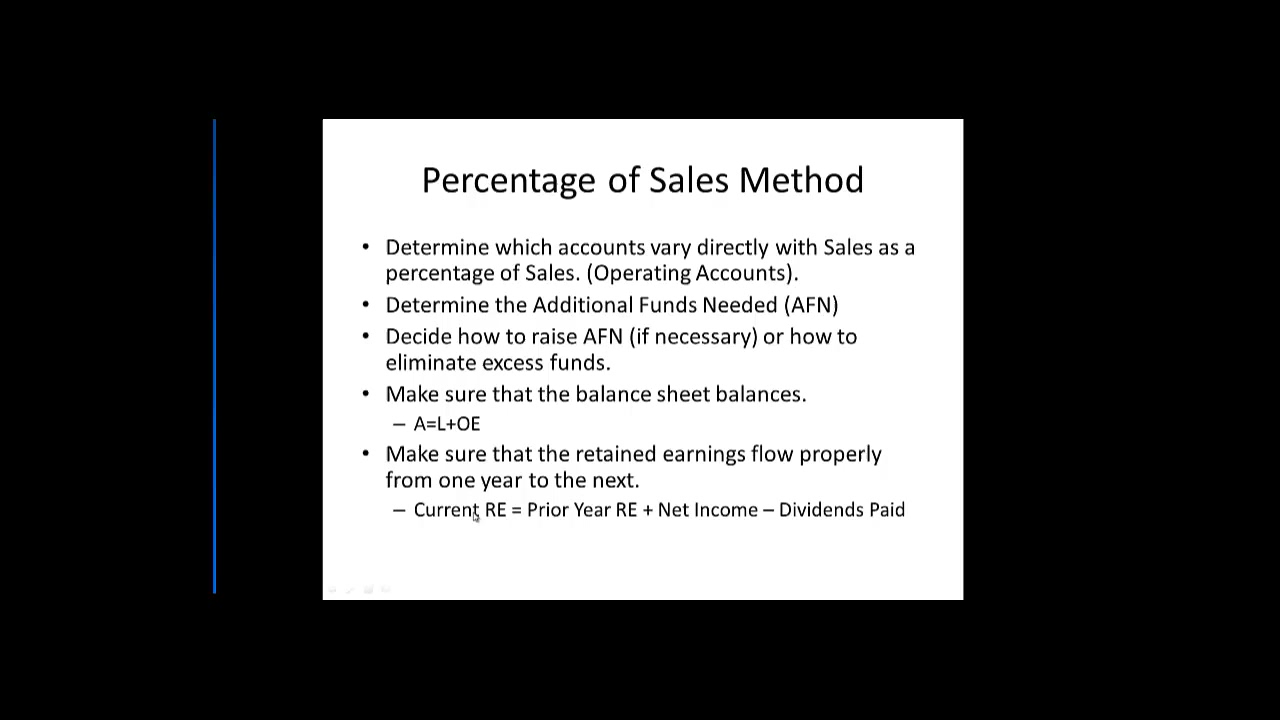 Percentage of Sales Method
• Determine which accounts vary directly with Sales as a
percentage of Sales. (Operating Accounts).
• Determine the Additional Funds Needed (AFN)
• Decide how to raise AFN (if necessary) or how to
eliminate excess funds.
• Make sure that the balance sheet balances.
– A=L+OE
• Make sure that the retained earnings flow properly
from one year to the next.
– Current RE = Prior Year RE + Net Income – Dividends Paid